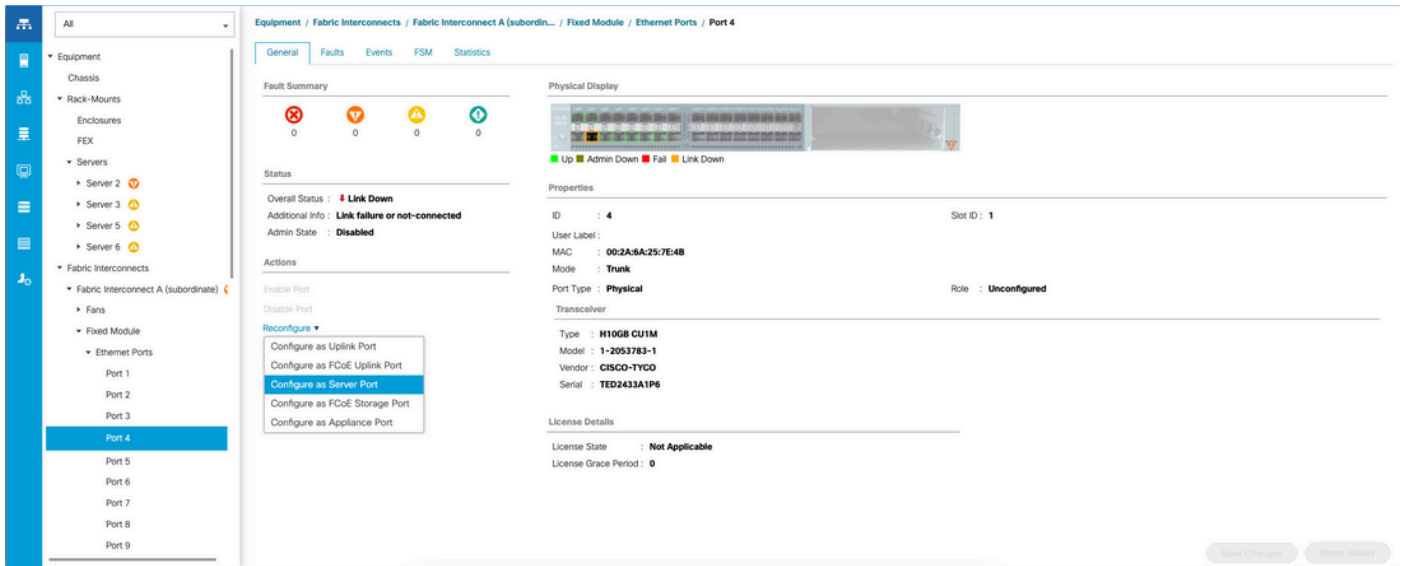 All
Equipment
Chassis
Rack-Mounts
Enclosures
FEX
Servers
Server 2
Server 3
Server 5
Server 6
Fabric Interconnects
Fabric Interconnect A (subordinate)
Fans
Fixed Module
Ethernet Ports
Port 1
Port 2
Port 3
Port 4
Port 5
Port 6
Port 7
Port 8
Port 9
Equipment / Fabric Interconnects / Fabric Interconnect A (subordin... / Fixed Module / Ethernet Ports / Port 4
General Faults Events FSM Statistics
Fault Summary
0 0 0 0
Status
Overall Status : Link Down
Additional Info : Link failure or not-connected
Admin State : Disabled
Actions
Enable Port
Disable Port
Reconfigure
Configure as Uplink Port
Configure as FCoE Uplink Port
Configure as Server Port
Configure as FCoE Storage Port
Configure as Appliance Port
Physical Display
Up Admin Down Fail Link Down
Properties
ID : 4 Slot ID : 1
User Label :
MAC : 00:2A:6A:25:7E:4B
Mode : Trunk
Port Type : Physical Role : Unconfigured
Transceiver
Type : H10GB CU1M
Model : 1-2053783-1
Vendor : CISCO-TYCO
Serial : TED2433A1P6
License Details
License State : Not Applicable
License Grace Period : 0
Save Changes Reset Values